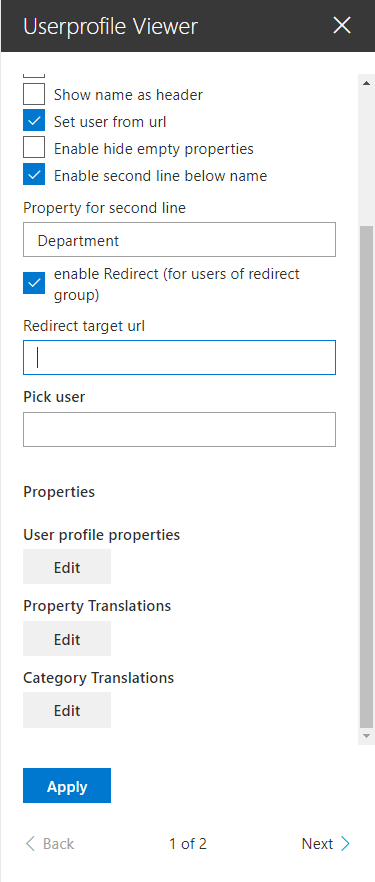 Userprofile Viewer
Show name as header
Set user from url
Enable hide empty properties
Enable second line below name
Property for second line
Department
enable Redirect (for users of redirect
group)
Redirect target url
Pick user
Properties
User profile properties
Edit
Property Translations
Edit
Category Translations
Edit
Apply
Back
1 of 2
Next